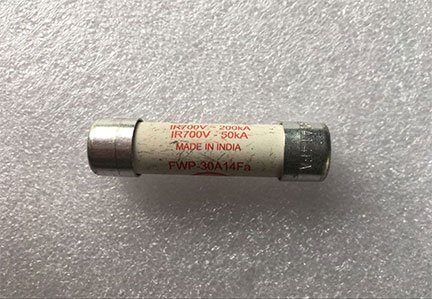 IR700V ~ 200kA
IR700V - 50kA
MADE IN INDIA
FWP-30A14Fa